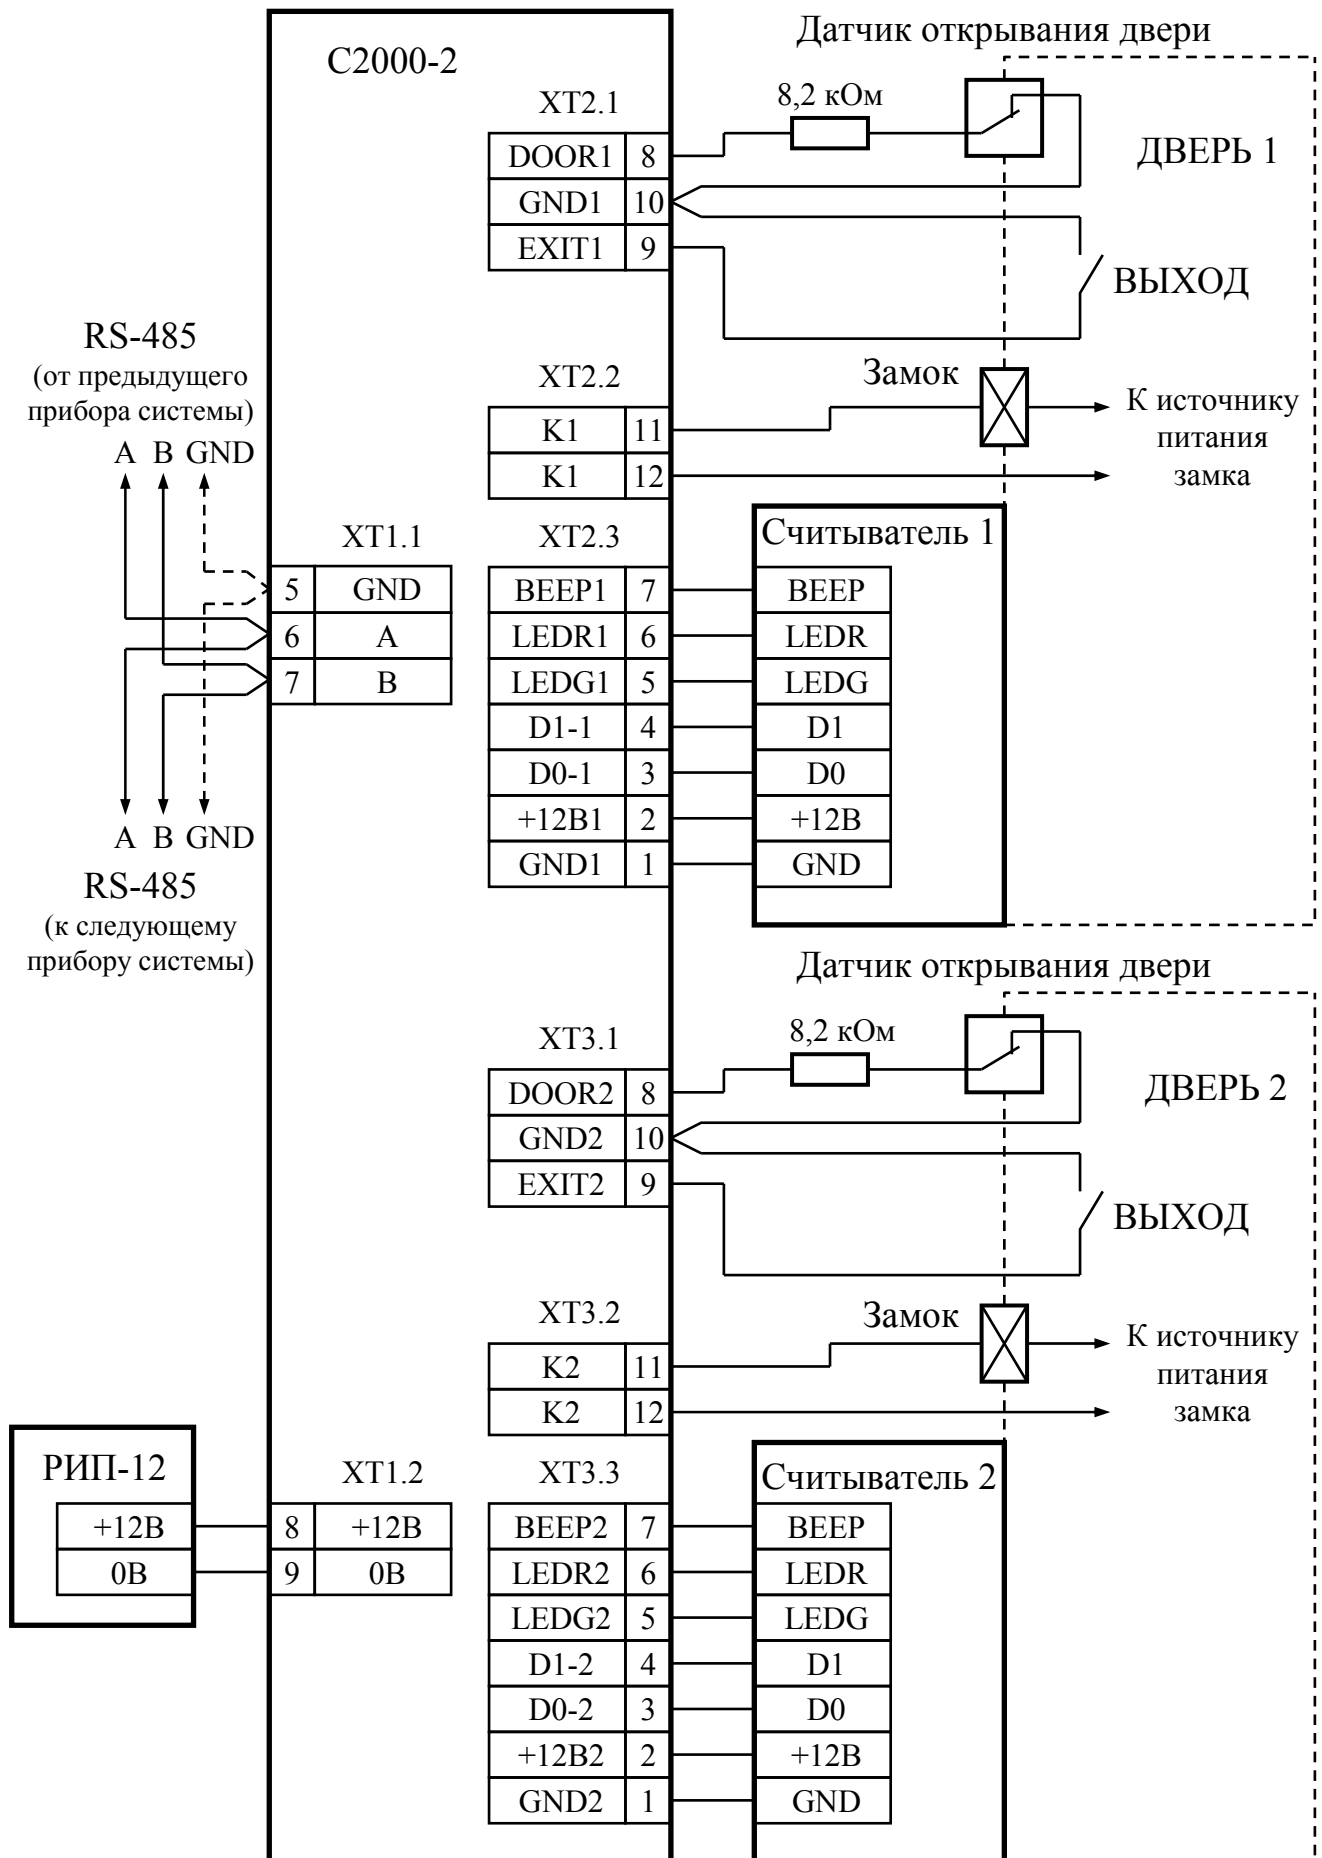 Датчик открывания двери
С2000-2
8,2 кОм
XT2.1
DOOR1 8
GND1 10
EXIT1 9
ДВЕРЬ 1
ВЫХОД
RS-485
(от предыдущего
прибора системы)
A B GND
XT2.2
K1 11
K1 12
Замок
К источнику
питания
замка
XT1.1
5 GND
6 A
7 B
XT2.3
BEEP1 7
LEDR1 6
LEDG1 5
D1-1 4
D0-1 3
+12В1 2
GND1 1
Считыватель 1
BEEP
LEDR
LEDG
D1
D0
+12В
GND
A B GND
RS-485
(к следующему
прибору системы)
Датчик открывания двери
8,2 кОм
XT3.1
DOOR2 8
GND2 10
EXIT2 9
ДВЕРЬ 2
ВЫХОД
XT3.2
K2 11
K2 12
Замок
К источнику
питания
замка
РИП-12
+12В
0В
XT1.2
8 +12В
9 0В
XT3.3
BEEP2 7
LEDR2 6
LEDG2 5
D1-2 4
D0-2 3
+12В2 2
GND2 1
Считыватель 2
BEEP
LEDR
LEDG
D1
D0
+12В
GND